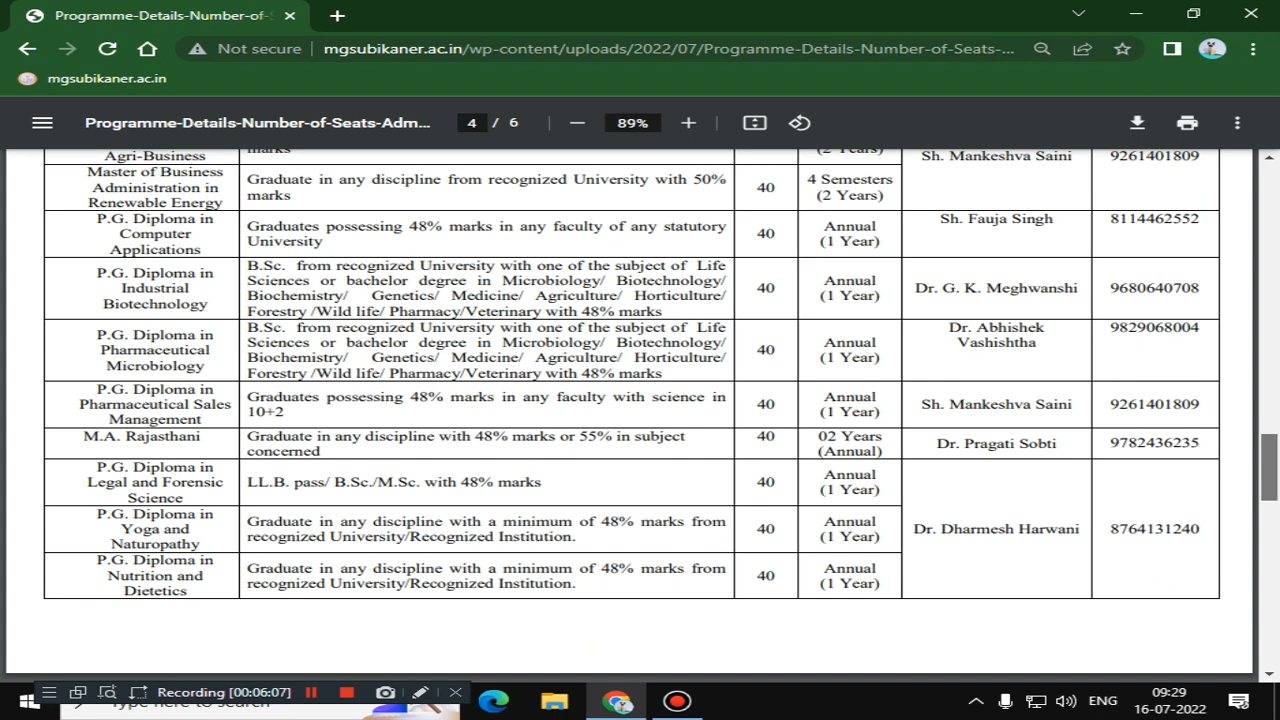 Programme-Details-Number-of-S
Not secure
mgsubikaner.ac.in/wp-content/uploads/2022/07/Programme-Details-Number-of-Seats-...
mgsubikaner.ac.in
Programme-Details-Number-of-Seats-Adm...
4 / 6
89%
Agri-Business
marks
(2 Years)
Sh. Mankeshva Saini
9261401809
Master of Business
Administration in
Renewable Energy
Graduate in any discipline from recognized University with 50%
marks
40
4 Semesters
(2 Years)
P.G. Diploma in
Computer
Applications
Graduates possessing 48% marks in any faculty of any statutory
University
40
Annual
(1 Year)
Sh. Fauja Singh
8114462552
P.G. Diploma in
Industrial
Biotechnology
B.Sc. from recognized University with one of the subject of Life
Sciences or bachelor degree in Microbiology/ Biotechnology/
Biochemistry/ Genetics/ Medicine/ Agriculture/ Horticulture/
Forestry /Wild life/ Pharmacy/Veterinary with 48% marks
40
Annual
(1 Year)
Dr. G. K. Meghwanshi
9680640708
P.G. Diploma in
Pharmaceutical
Microbiology
B.Sc. from recognized University with one of the subject of Life
Sciences or bachelor degree in Microbiology/ Biotechnology/
Biochemistry/ Genetics/ Medicine/ Agriculture/ Horticulture/
Forestry /Wild life/ Pharmacy/Veterinary with 48% marks
40
Annual
(1 Year)
Dr. Abhishek
Vashishtha
9829068004
P.G. Diploma in
Pharmaceutical Sales
Management
Graduates possessing 48% marks in any faculty with science in
10+2
40
Annual
(1 Year)
Sh. Mankeshva Saini
9261401809
M.A. Rajasthani
Graduate in any discipline with 48% marks or 55% in subject
concerned
40
02 Years
(Annual)
Dr. Pragati Sobti
9782436235
P.G. Diploma in
Legal and Forensic
Science
LL.B. pass/ B.Sc./M.Sc. with 48% marks
40
Annual
(1 Year)
P.G. Diploma in
Yoga and
Naturopathy
Graduate in any discipline with a minimum of 48% marks from
recognized University/Recognized Institution.
40
Annual
(1 Year)
Dr. Dharmesh Harwani
8764131240
P.G. Diploma in
Nutrition and
Dietetics
Graduate in any discipline with a minimum of 48% marks from
recognized University/Recognized Institution.
40
Annual
(1 Year)
Recording [00:06:07]
Type here to search
ENG
09:29
16-07-2022